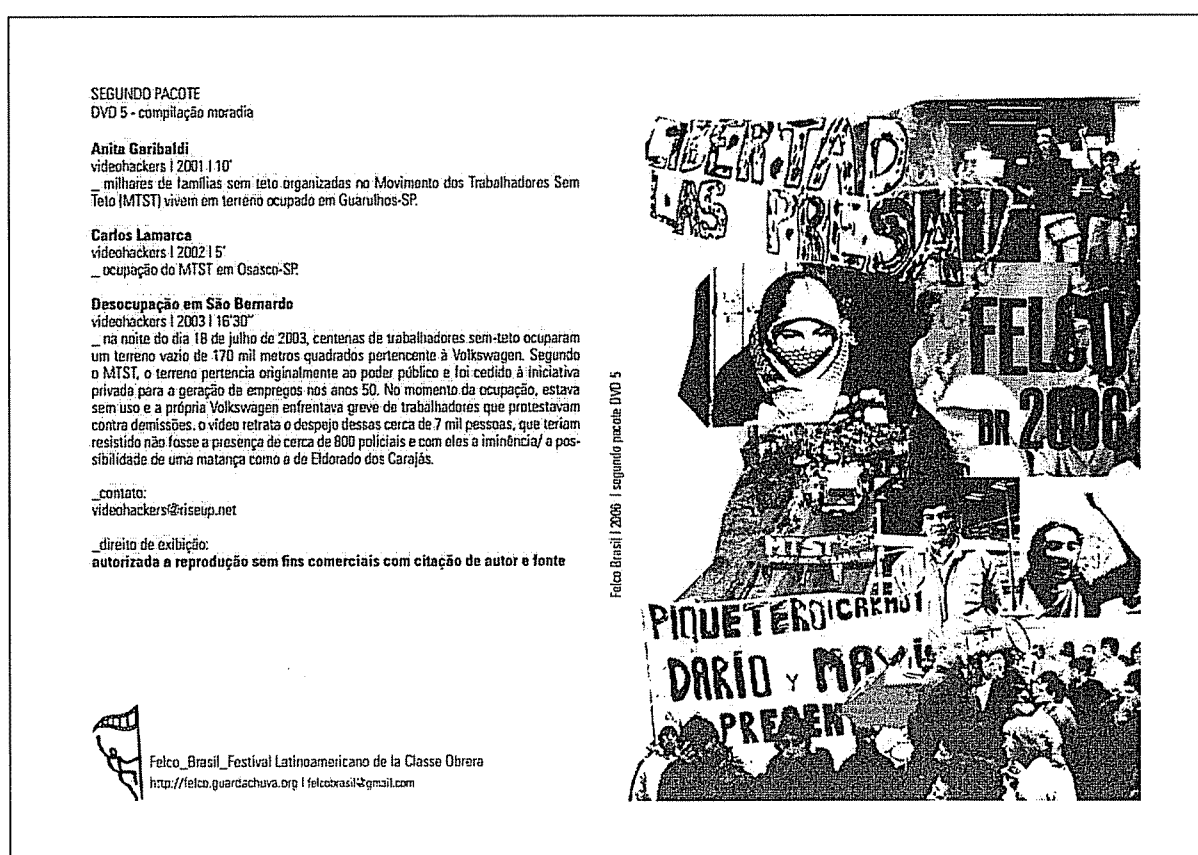 SEGUNDO PACOTE
DVD 5 - compilação moradia
Anita Garibaldi
videohackers | 2001 | 10'
_ milhares de famílias sem teto organizadas no Movimento dos Trabalhadores Sem
Teto (MTST) vivem em terreno ocupado em Guarulhos-SP.
Carlos Lamarca
videohackers | 2002 | 5'
_ ocupação do MTST em Osasco-SP.
Desocupação em São Bernardo
videohackers | 2003 | 16'30"
_ na noite do dia 18 de julho de 2003, centenas de trabalhadores sem-teto ocuparam
um terreno vazio de 170 mil metros quadrados pertencente à Volkswagen. Segundo
o MTST, o terreno pertencia originalmente ao poder público e foi cedido à iniciativa
privada para a geração de empregos nos anos 50. No momento da ocupação, estava
sem uso e a própria Volkswagen enfrentava greve de trabalhadores que protestavam
contra demissões. o vídeo retrata o despejo dessas cerca de 7 mil pessoas, que teriam
resistido não fosse a presença de cerca de 800 policiais e com eles a iminência/ a pos-
sibilidade de uma matança como a de Eldorado dos Carajás.
_contato:
videohackers@riseup.net
_direito de exibição:
autorizada a reprodução sem fins comerciais com citação de autor e fonte
Felco_Brasil_Festival Latinoamericano de la Classe Obrera
http://felco.guardachuva.org | felcobrasil@gmail.com
Felco Brasil | 2006 | segundo pacote DVD 5
LIBERTAD
LAS PRES
FELCO
BR 2006
MTST
PIQUETERO
DARÍO Y MAXI
PRESEN